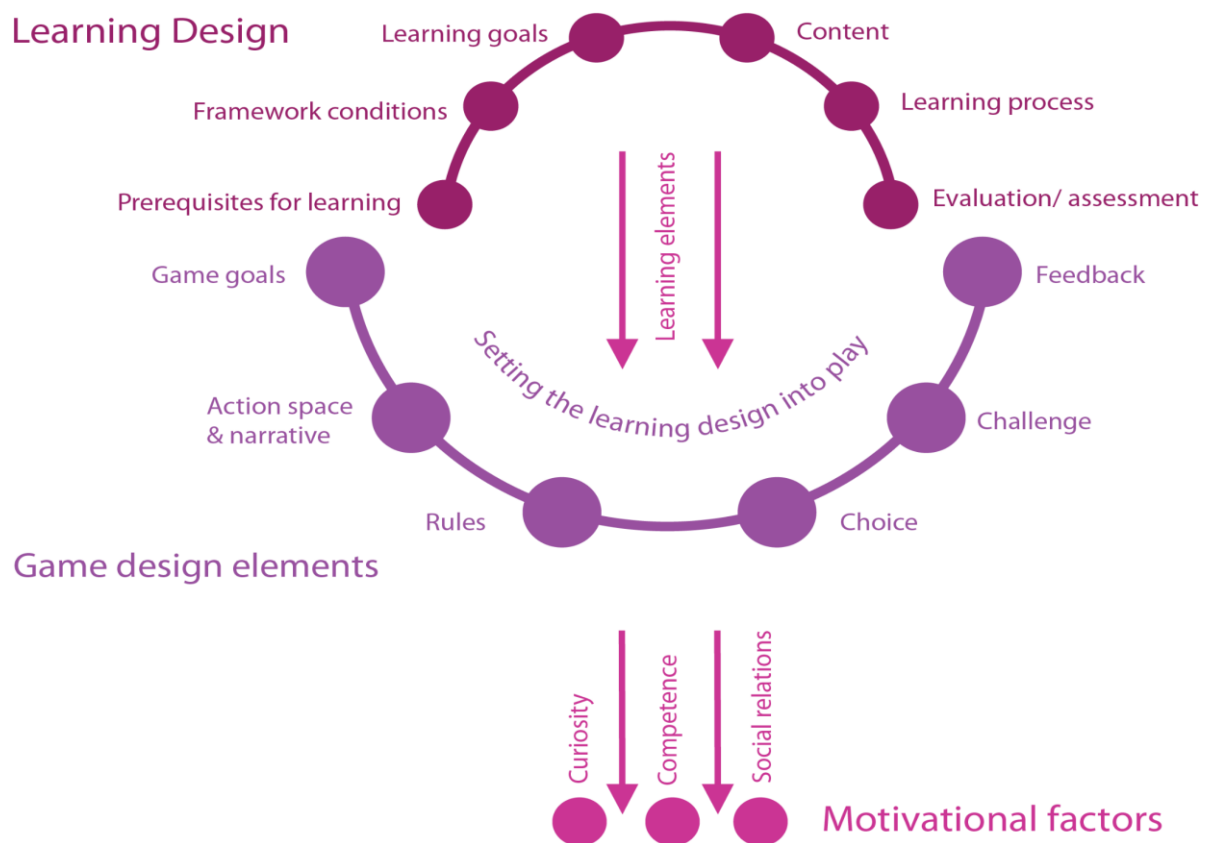 Learning Design
Learning goals
Content
Framework conditions
Learning process
Prerequisites for learning
Evaluation/ assessment
Learning elements
Game goals
Feedback
Setting the learning design into play
Action space
& narrative
Challenge
Rules
Choice
Game design elements
Curiosity
Competence
Social relations
Motivational factors